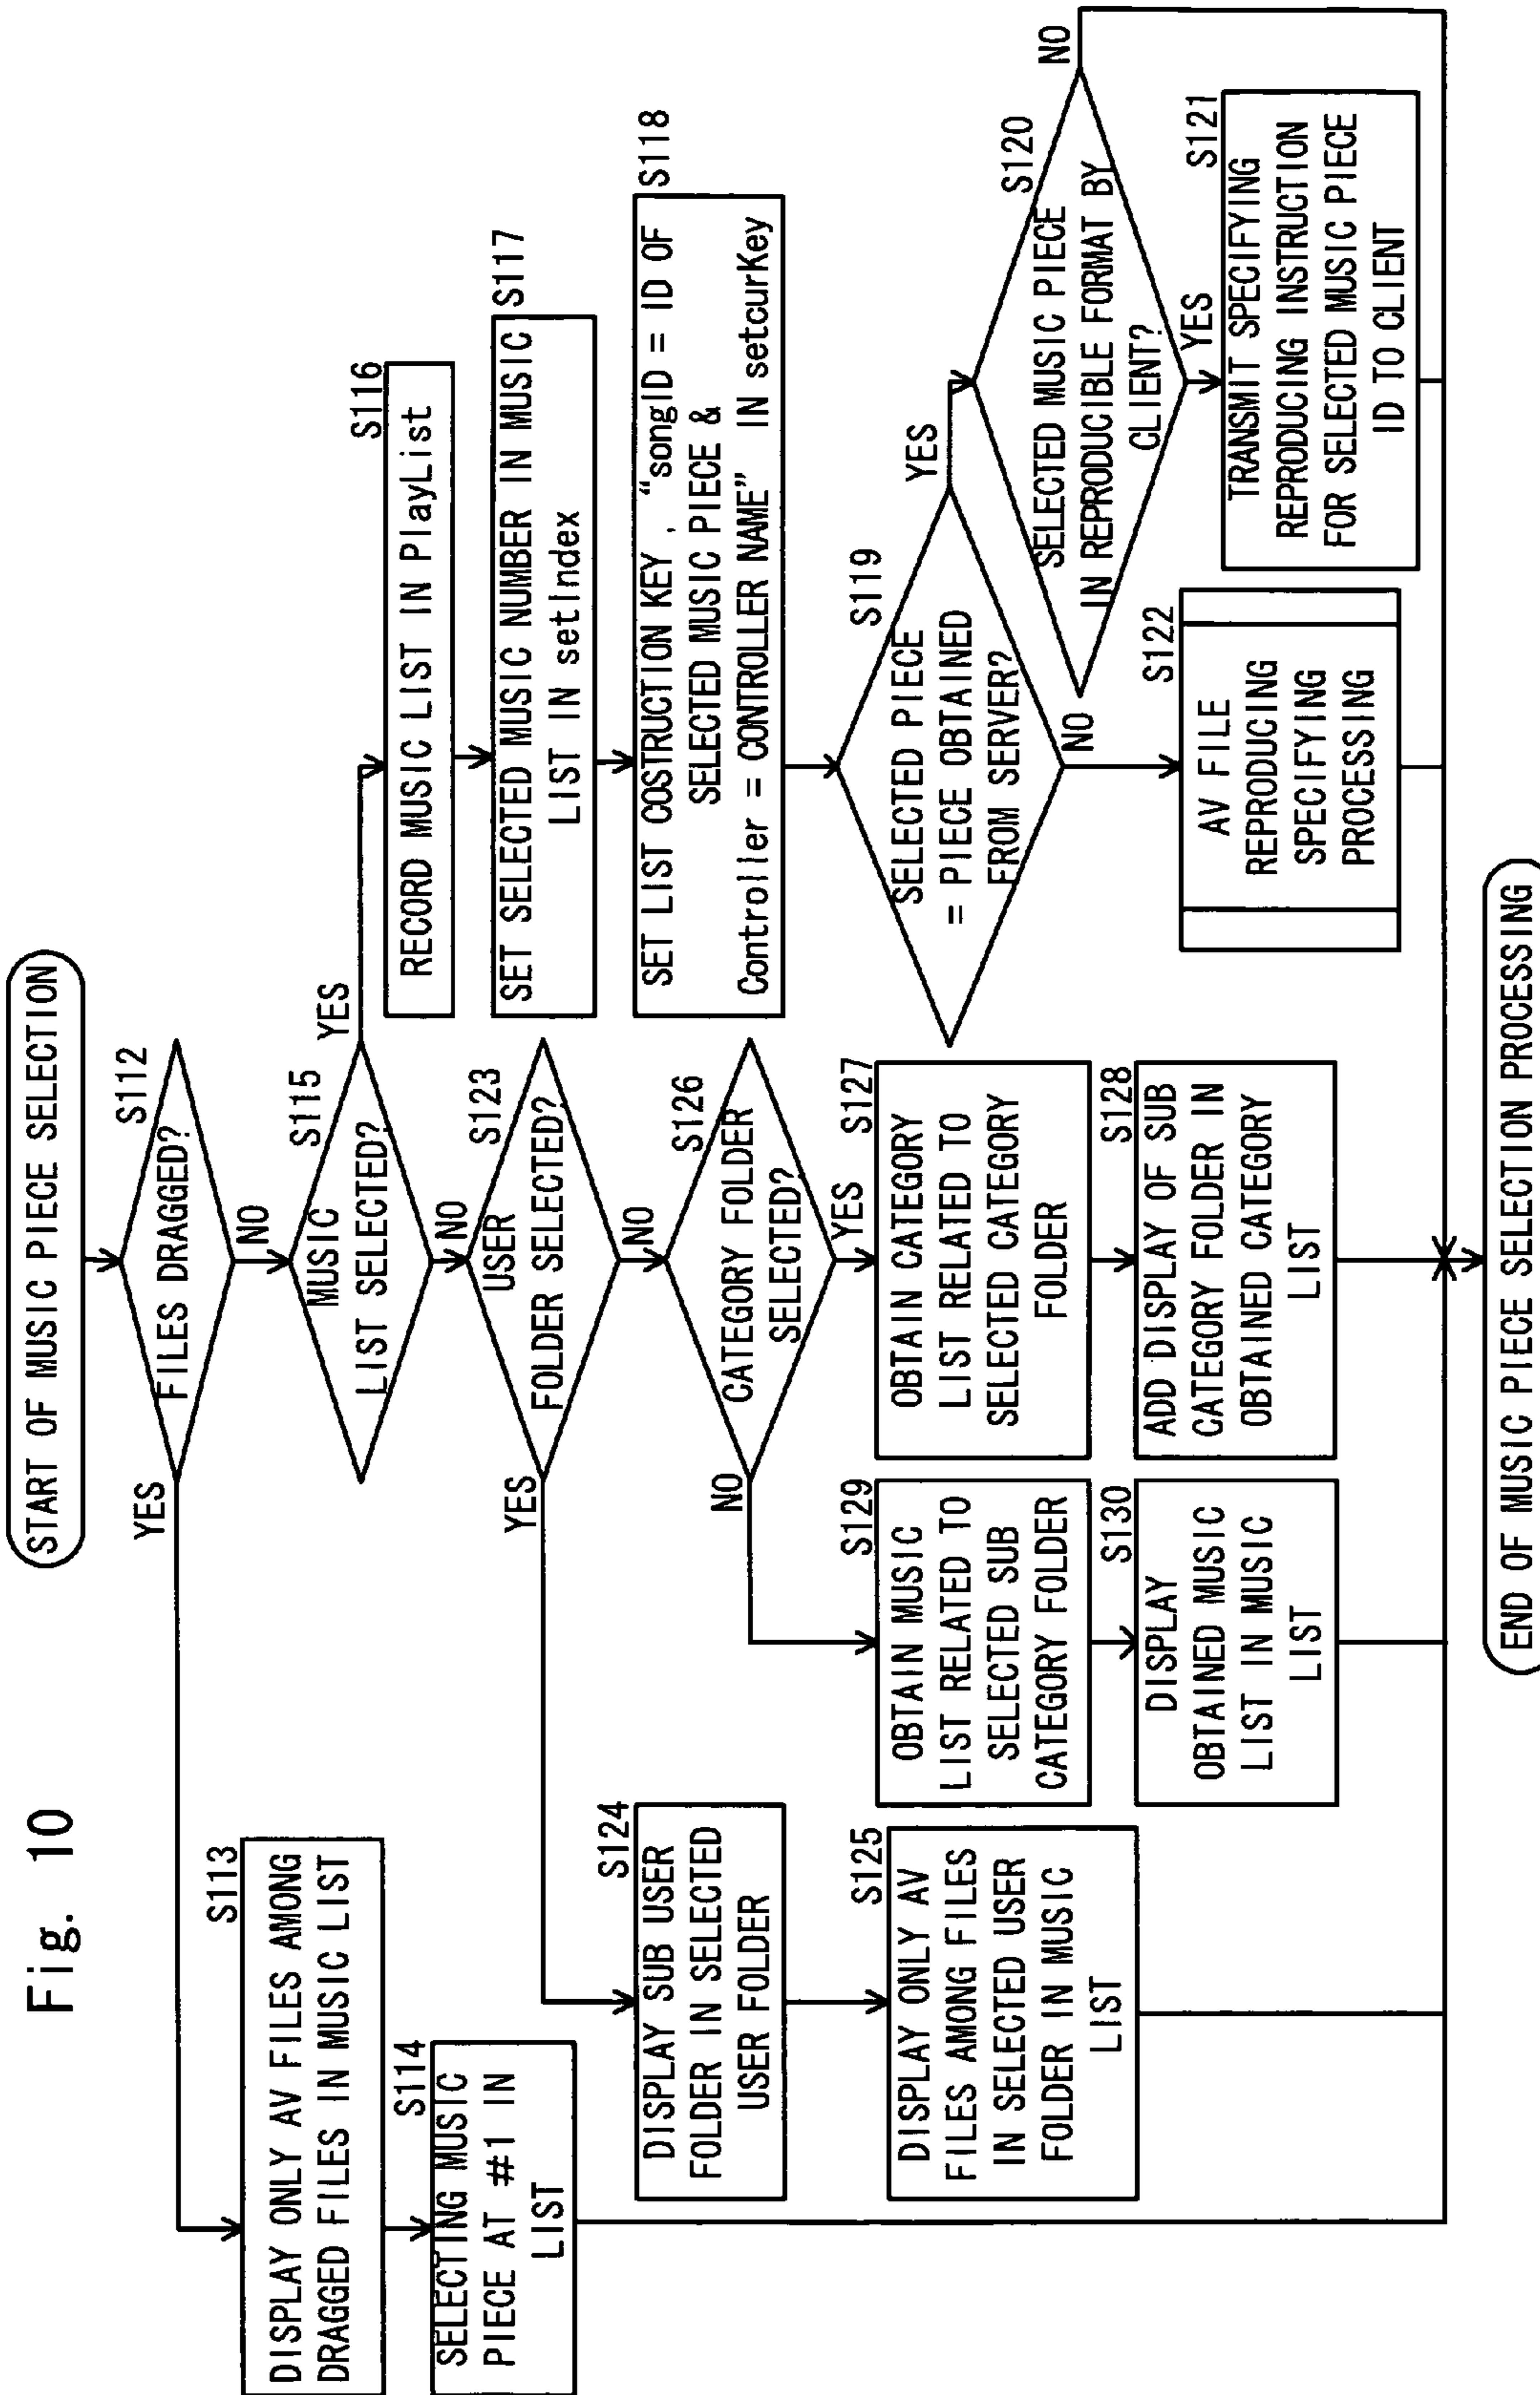 Fig. 10
START OF MUSIC PIECE SELECTION
S112
FILES DRAGGED?
YES
NO
S113
DISPLAY ONLY AV FILES AMONG
DRAGGED FILES IN MUSIC LIST
S114
SELECTING MUSIC
PIECE AT #1 IN
LIST
S115
MUSIC
LIST SELECTED?
YES
NO
S116
RECORD MUSIC LIST IN PlayList
S117
SET SELECTED MUSIC NUMBER IN MUSIC
LIST IN setIndex
S118
SET LIST COSTRUCTION KEY, "songID = ID OF
SELECTED MUSIC PIECE &
Controller = CONTROLLER NAME" IN setcurKey
S119
SELECTED PIECE
= PIECE OBTAINED
FROM SERVER?
YES
NO
S120
SELECTED MUSIC PIECE
IN REPRODUCIBLE FORMAT BY
CLIENT?
NO
YES
S121
TRANSMIT SPECIFYING
REPRODUCING INSTRUCTION
FOR SELECTED MUSIC PIECE
ID TO CLIENT
S122
AV FILE
REPRODUCING
SPECIFYING
PROCESSING
S123
USER
FOLDER SELECTED?
YES
NO
S124
DISPLAY SUB USER
FOLDER IN SELECTED
USER FOLDER
S125
DISPLAY ONLY AV
FILES AMONG FILES
IN SELECTED USER
FOLDER IN MUSIC
LIST
S126
CATEGORY FOLDER
SELECTED?
NO
YES
S127
OBTAIN CATEGORY
LIST RELATED TO
SELECTED CATEGORY
FOLDER
S128
ADD DISPLAY OF SUB
CATEGORY FOLDER IN
OBTAINED CATEGORY
LIST
S129
OBTAIN MUSIC
LIST RELATED TO
SELECTED SUB
CATEGORY FOLDER
S130
DISPLAY
OBTAINED MUSIC
LIST IN MUSIC
LIST
END OF MUSIC PIECE SELECTION PROCESSING